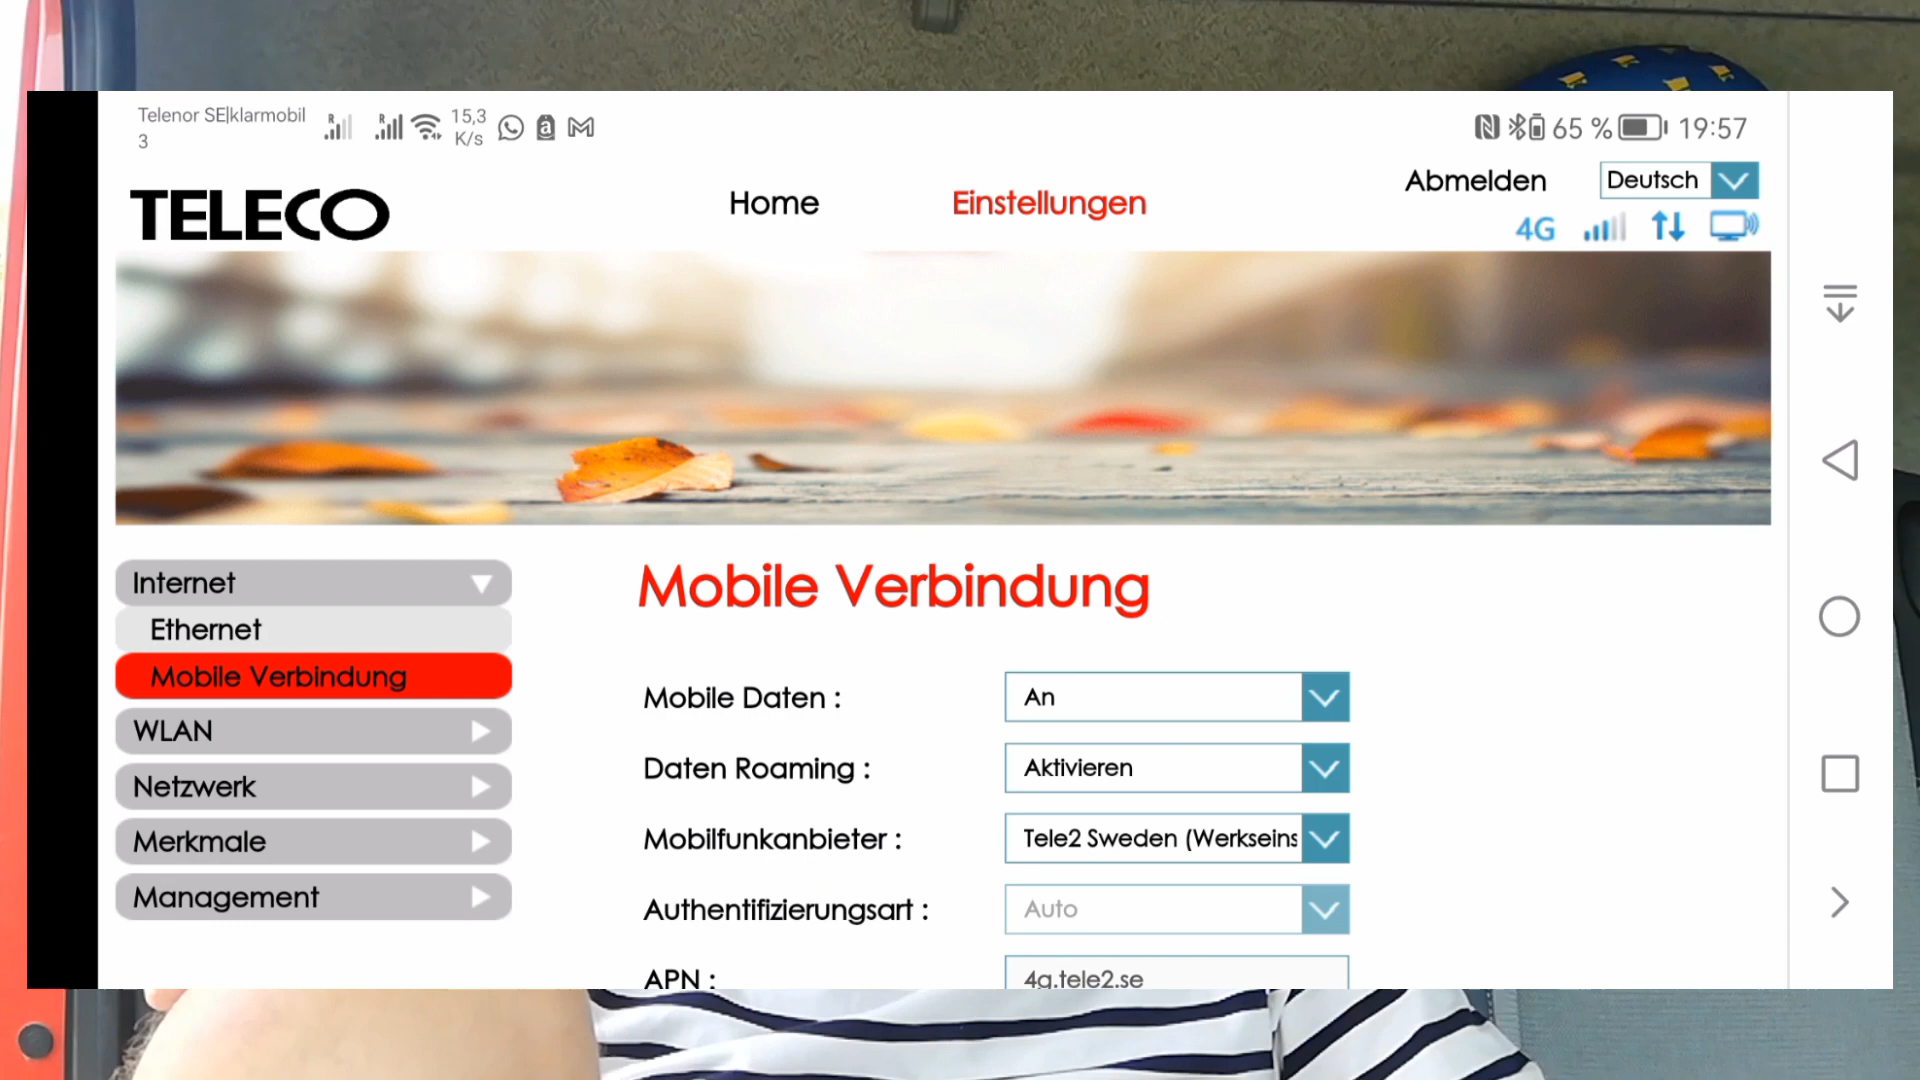 Telenor SE|klarmobil
3
R
R
15,3
K/s
65 %
19:57
TELECO
Home
Einstellungen
Abmelden
Deutsch
4G
Internet
Ethernet
Mobile Verbindung
WLAN
Netzwerk
Merkmale
Management
Mobile Verbindung
Mobile Daten :
An
Daten Roaming :
Aktivieren
Mobilfunkanbieter :
Tele2 Sweden (Werkseins
Authentifizierungsart :
Auto
APN :
4g.tele2.se